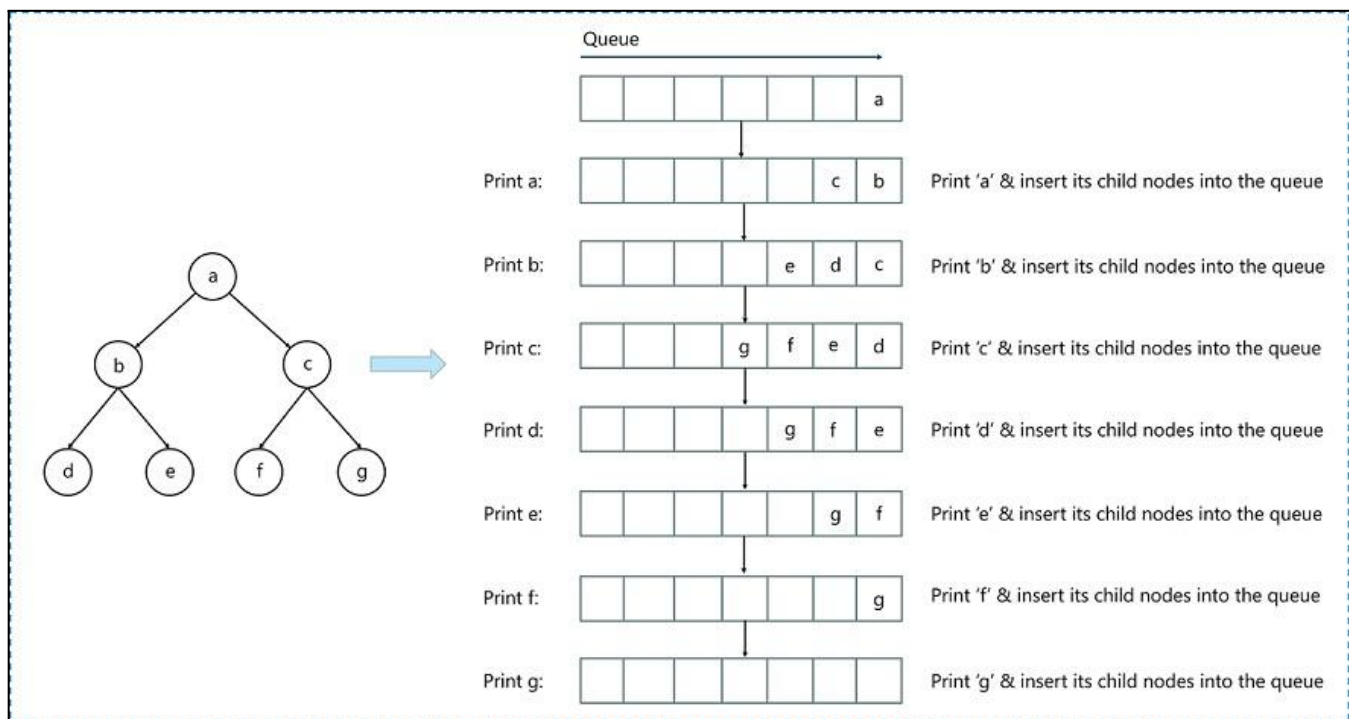 Queue
a
Print a:
c b
Print 'a' & insert its child nodes into the queue
Print b:
e d c
Print 'b' & insert its child nodes into the queue
Print c:
g f e d
Print 'c' & insert its child nodes into the queue
Print d:
g f e
Print 'd' & insert its child nodes into the queue
Print e:
g f
Print 'e' & insert its child nodes into the queue
Print f:
g
Print 'f' & insert its child nodes into the queue
Print g:
Print 'g' & insert its child nodes into the queue
a
b c
d e f g